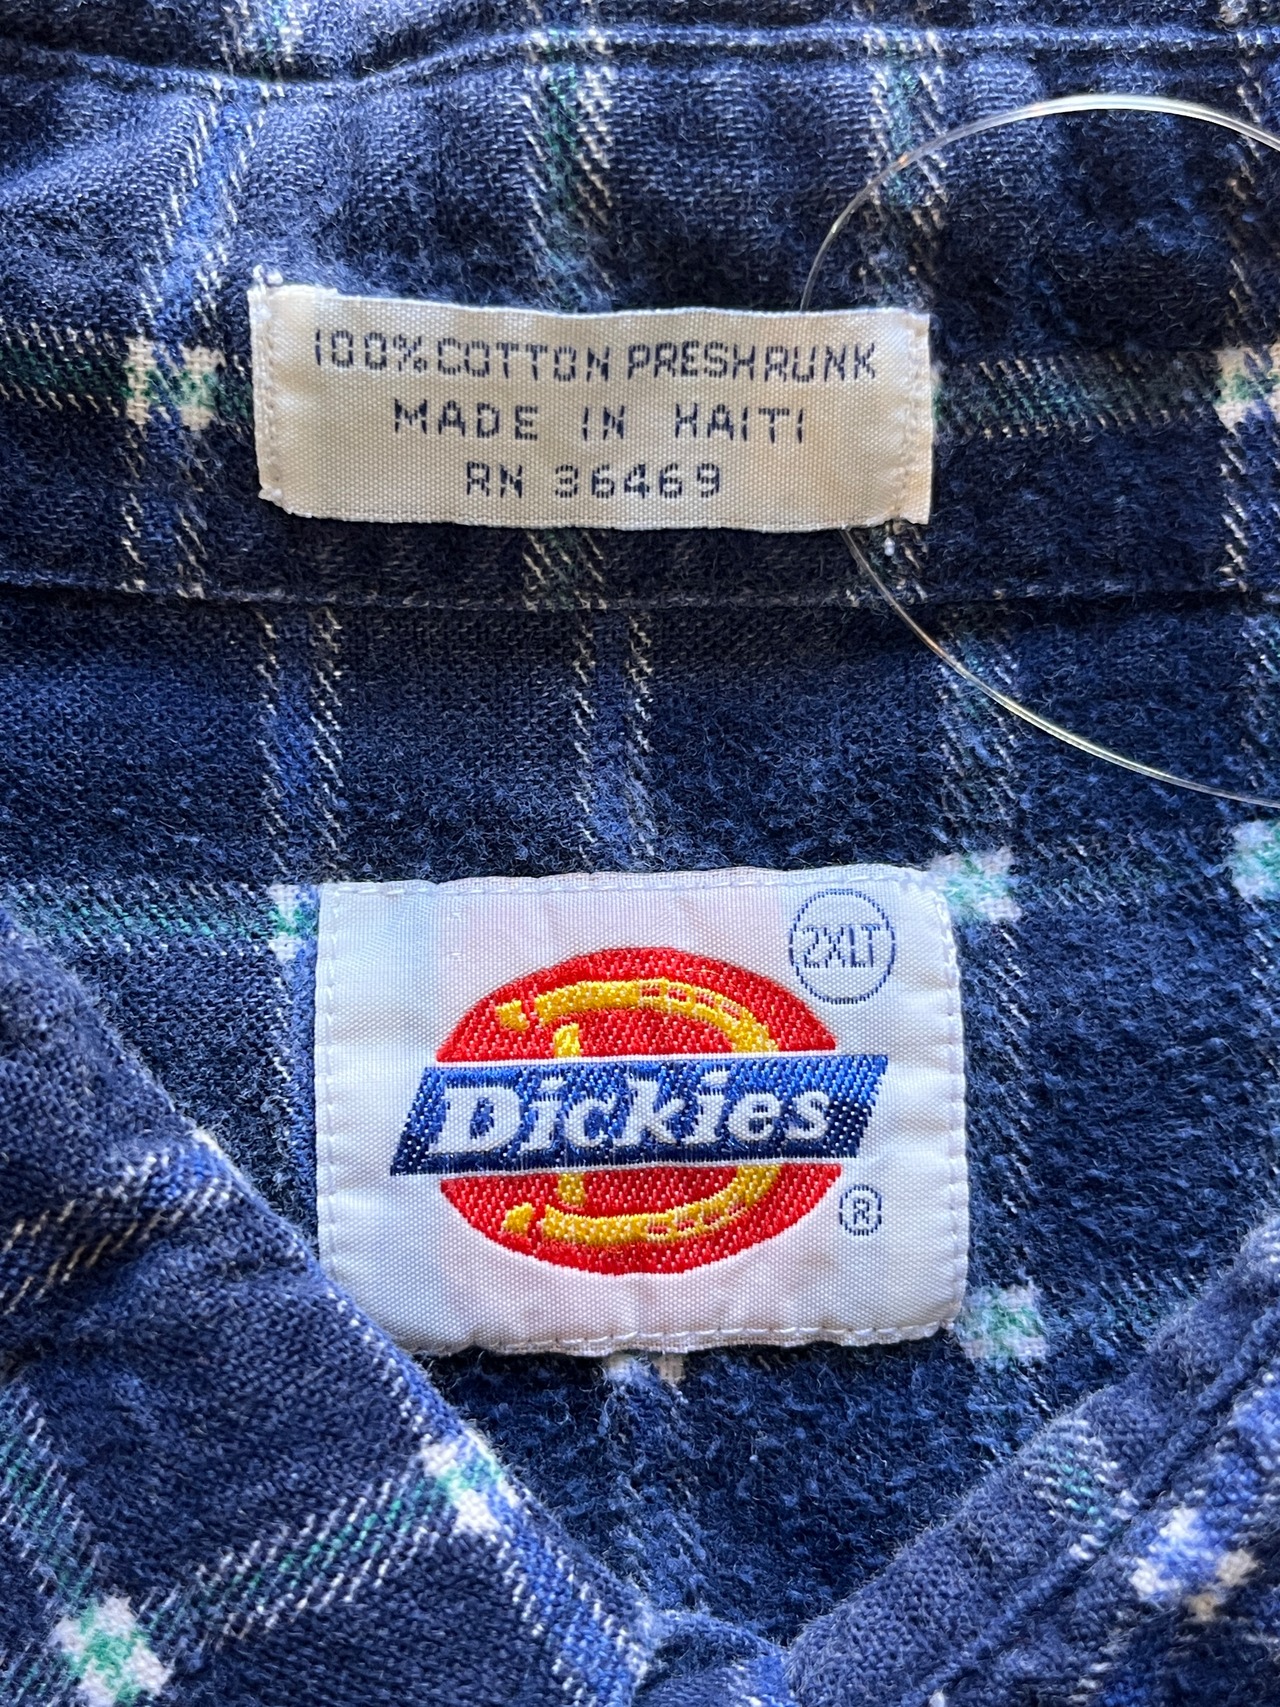 100% COTTON PRESHRUNK
MADE IN HAITI
RN 36469
2XLT
Dickies
®